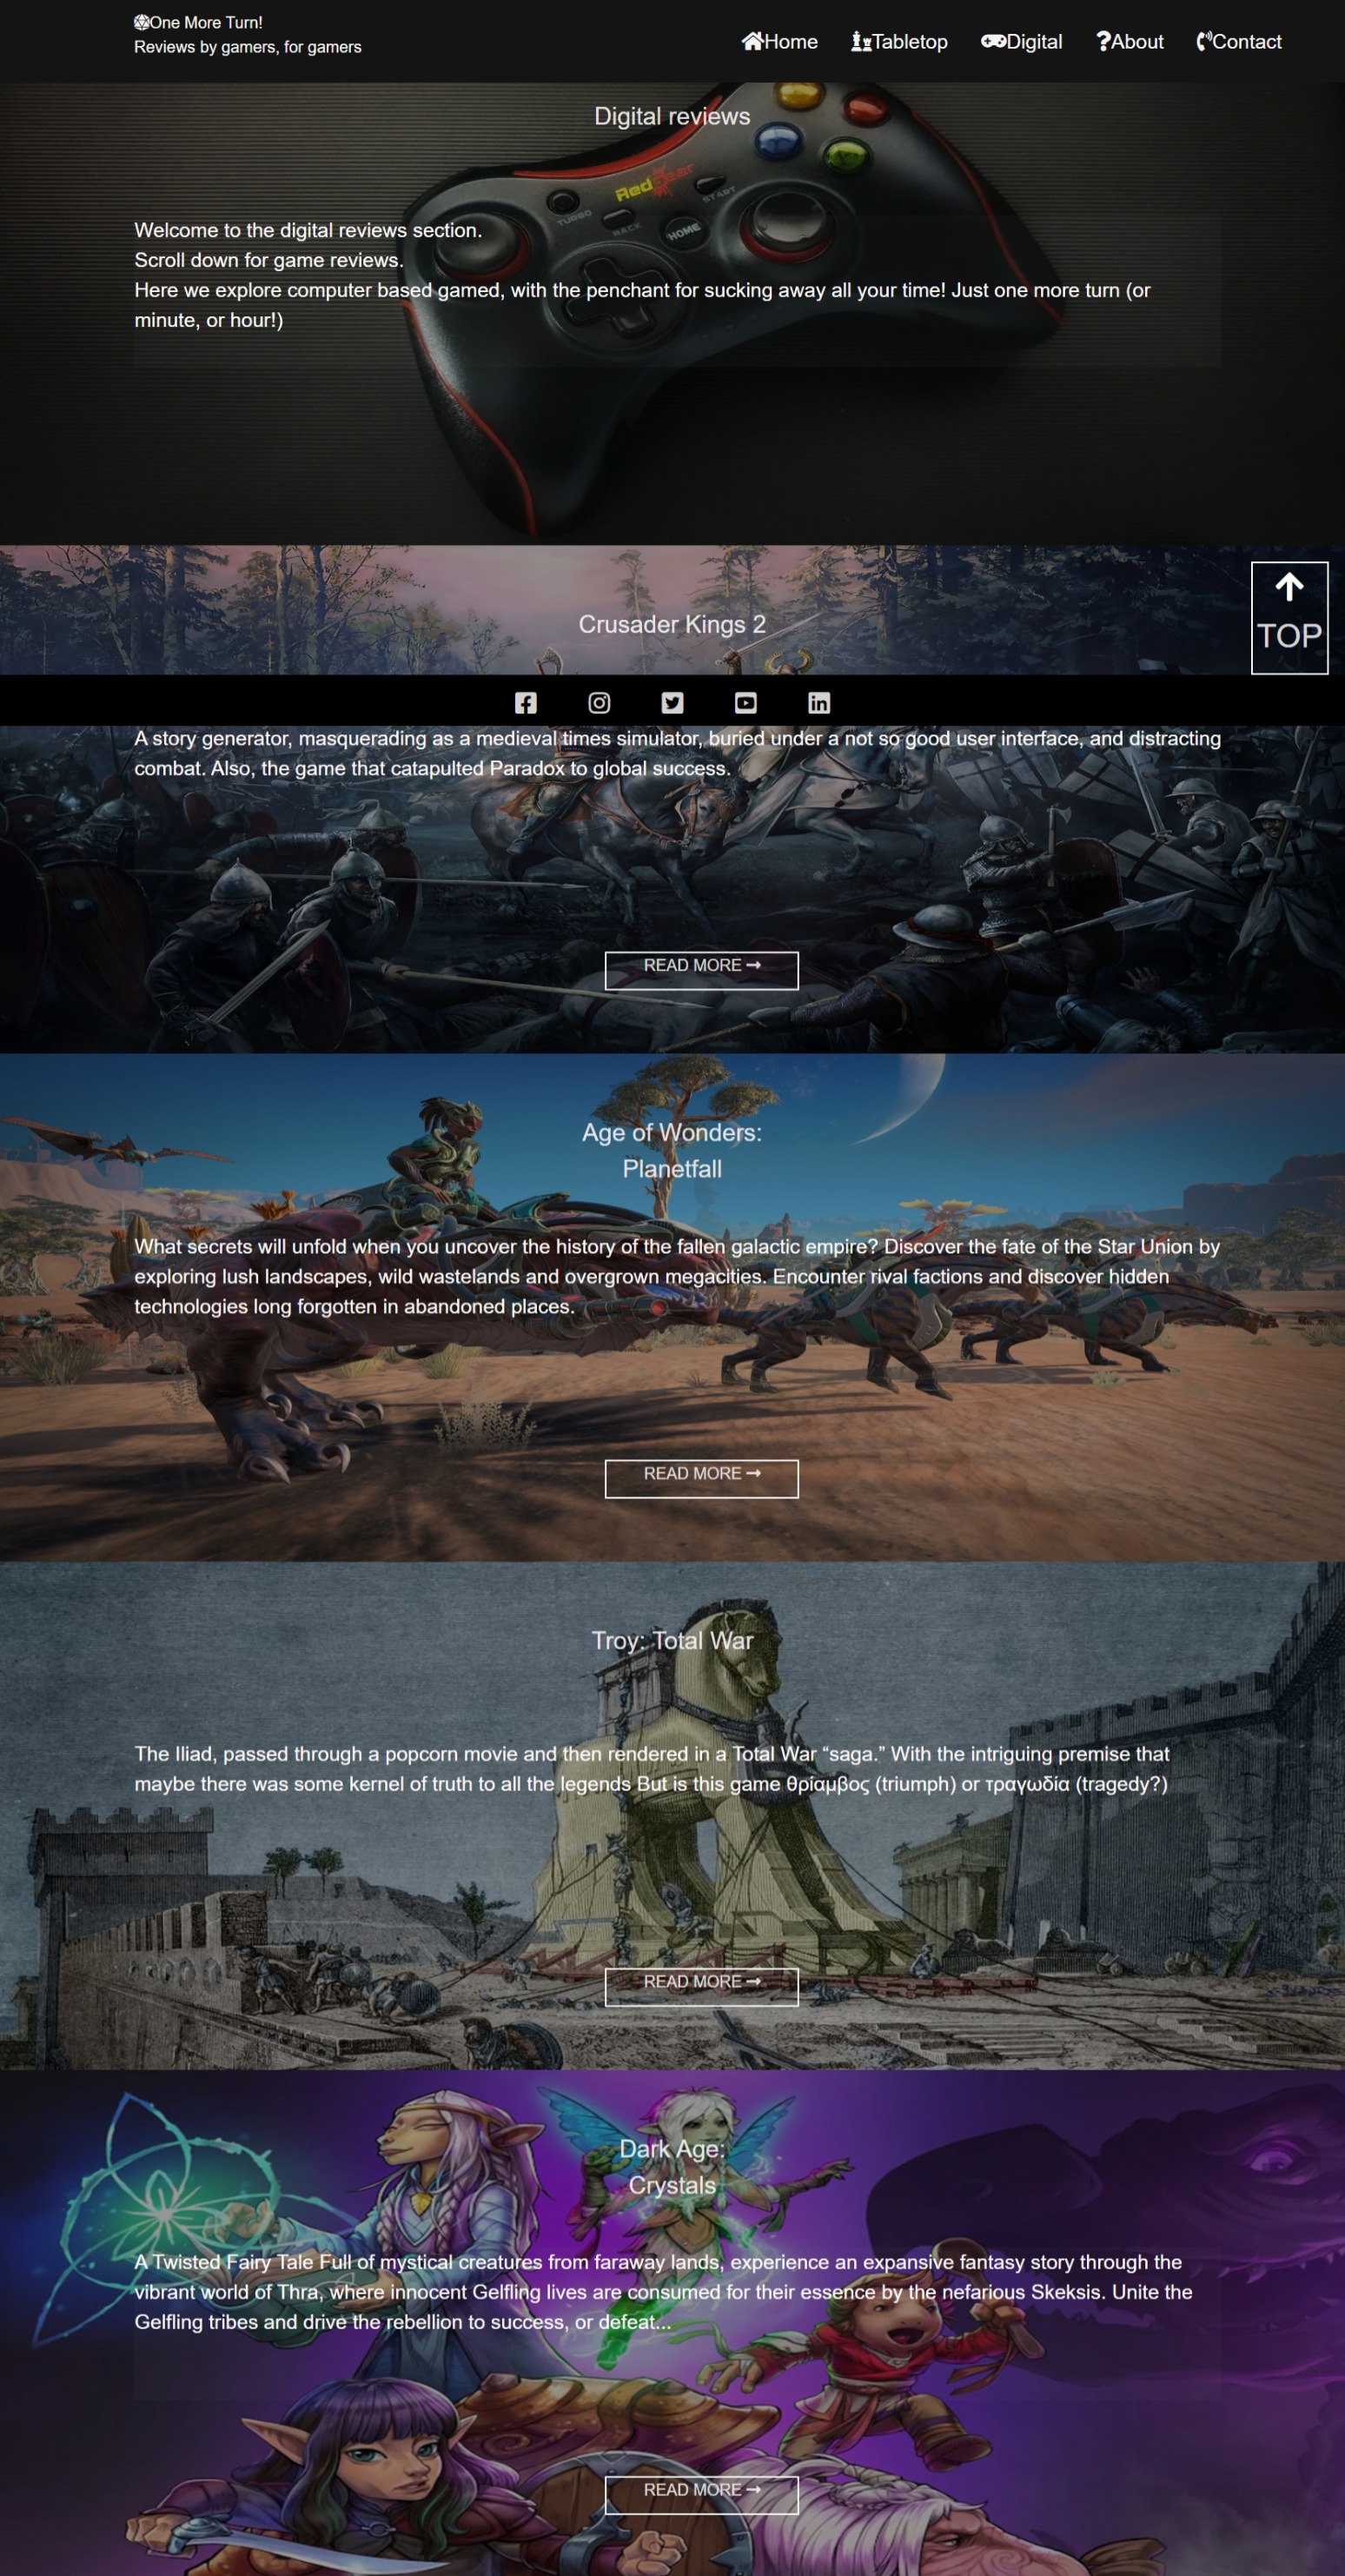 One More Turn!
Reviews by gamers, for gamers
Home Tabletop Digital About Contact
Digital reviews
RedGear
TURBO
BACK
HOME
START
Welcome to the digital reviews section.
Scroll down for game reviews.
Here we explore computer based gamed, with the penchant for sucking away all your time! Just one more turn (or
minute, or hour!)
Crusader Kings 2
TOP
A story generator, masquerading as a medieval times simulator, buried under a not so good user interface, and distracting
combat. Also, the game that catapulted Paradox to global success.
READ MORE
Age of Wonders:
Planetfall
What secrets will unfold when you uncover the history of the fallen galactic empire? Discover the fate of the Star Union by
exploring lush landscapes, wild wastelands and overgrown megacities. Encounter rival factions and discover hidden
technologies long forgotten in abandoned places.
READ MORE
Troy: Total War
The Iliad, passed through a popcorn movie and then rendered in a Total War “saga.” With the intriguing premise that
maybe there was some kernel of truth to all the legends But is this game θρίαμβος (triumph) or τραγωδία (tragedy?)
READ MORE
Dark Age:
Crystals
A Twisted Fairy Tale Full of mystical creatures from faraway lands, experience an expansive fantasy story through the
vibrant world of Thra, where innocent Gelfling lives are consumed for their essence by the nefarious Skeksis. Unite the
Gelfling tribes and drive the rebellion to success, or defeat...
READ MORE